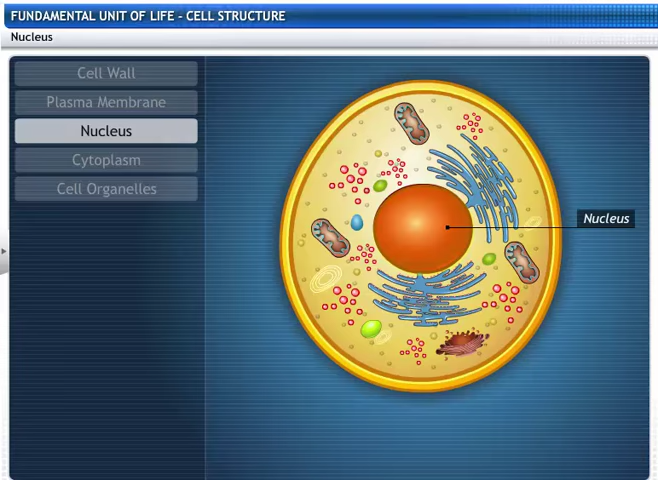 FUNDAMENTAL UNIT OF LIFE - CELL STRUCTURE
Nucleus
Cell Wall
Plasma Membrane
Nucleus
Cytoplasm
Cell Organelles
Nucleus